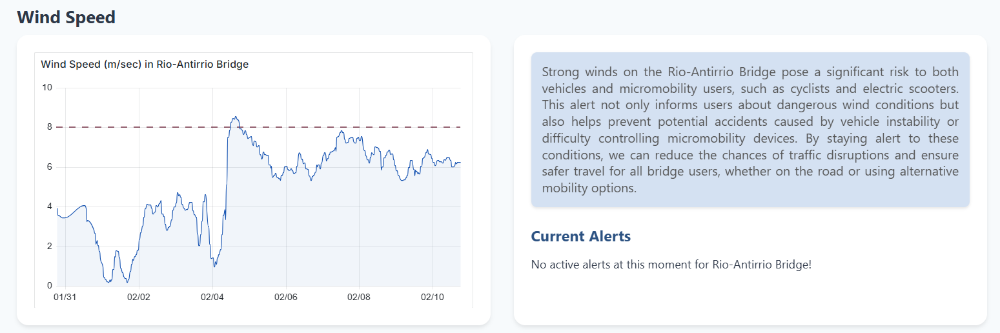 Wind Speed
Wind Speed (m/sec) in Rio-Antirrio Bridge
10
8
6
4
2
0
01/31 02/02 02/04 02/06 02/08 02/10
Strong winds on the Rio-Antirrio Bridge pose a significant risk to both
vehicles and micromobility users, such as cyclists and electric scooters.
This alert not only informs users about dangerous wind conditions but
also helps prevent potential accidents caused by vehicle instability or
difficulty controlling micromobility devices. By staying alert to these
conditions, we can reduce the chances of traffic disruptions and ensure
safer travel for all bridge users, whether on the road or using alternative
mobility options.
Current Alerts
No active alerts at this moment for Rio-Antirrio Bridge!